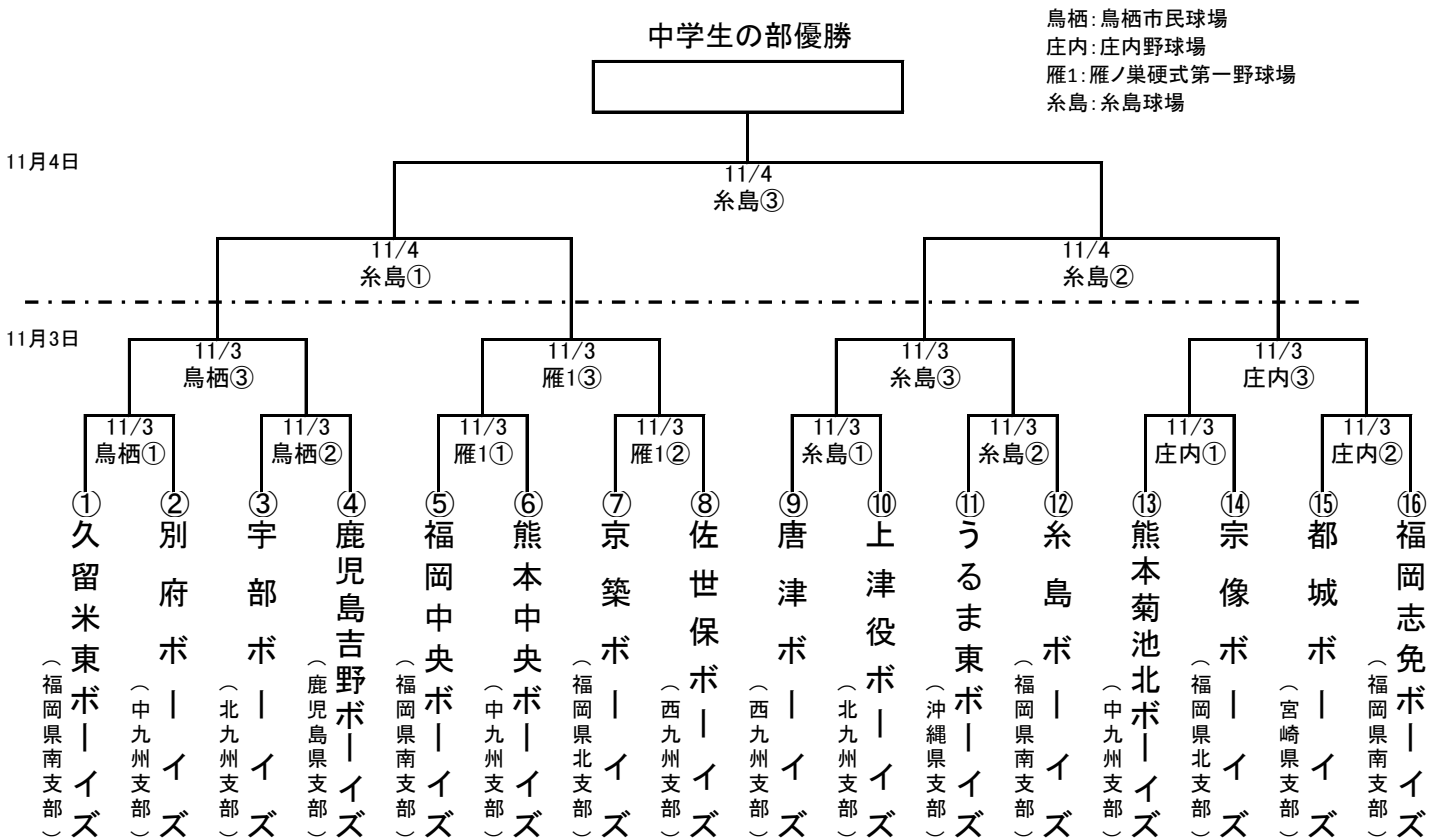 中学生の部優勝
鳥栖：鳥栖市民球場
庄内：庄内野球場
雁1：雁ノ巣硬式第一野球場
糸島：糸島球場
11月4日
11/4
糸島③
11/4
糸島①
11/4
糸島②
11月3日
11/3
鳥栖③
11/3
雁1③
11/3
糸島③
11/3
庄内③
11/3
鳥栖①
11/3
鳥栖②
11/3
雁1①
11/3
雁1②
11/3
糸島①
11/3
糸島②
11/3
庄内①
11/3
庄内②
①久留米東ボーイズ
（福岡県南支部）
②別府ボーイズ
（中九州支部）
③宇部ボーイズ
（北九州支部）
④鹿児島吉野ボーイズ
（鹿児島県支部）
⑤福岡中央ボーイズ
（福岡県南支部）
⑥熊本中央ボーイズ
（中九州支部）
⑦京築ボーイズ
（福岡県北支部）
⑧佐世保ボーイズ
（西九州支部）
⑨唐津ボーイズ
（西九州支部）
⑩上津役ボーイズ
（北九州支部）
⑪うるま東ボーイズ
（沖縄県支部）
⑫糸島ボーイズ
（福岡県南支部）
⑬熊本菊池北ボーイズ
（中九州支部）
⑭宗像ボーイズ
（福岡県北支部）
⑮都城ボーイズ
（宮崎県支部）
⑯福岡志免ボーイズ
（福岡県南支部）